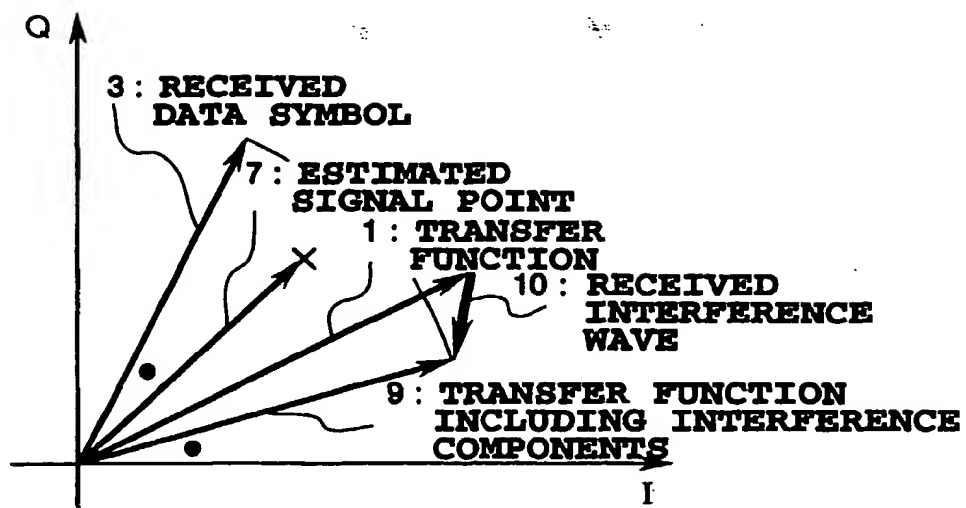 Q
3 : RECEIVED
DATA SYMBOL
7 : ESTIMATED
SIGNAL POINT
1 : TRANSFER
FUNCTION
10 : RECEIVED
INTERFERENCE
WAVE
9 : TRANSFER FUNCTION
INCLUDING INTERFERENCE
COMPONENTS
I